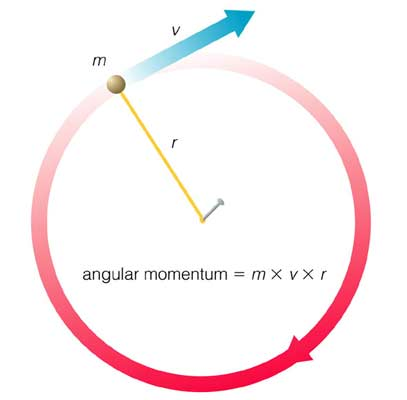 v
m
r
angular momentum = m × v × r